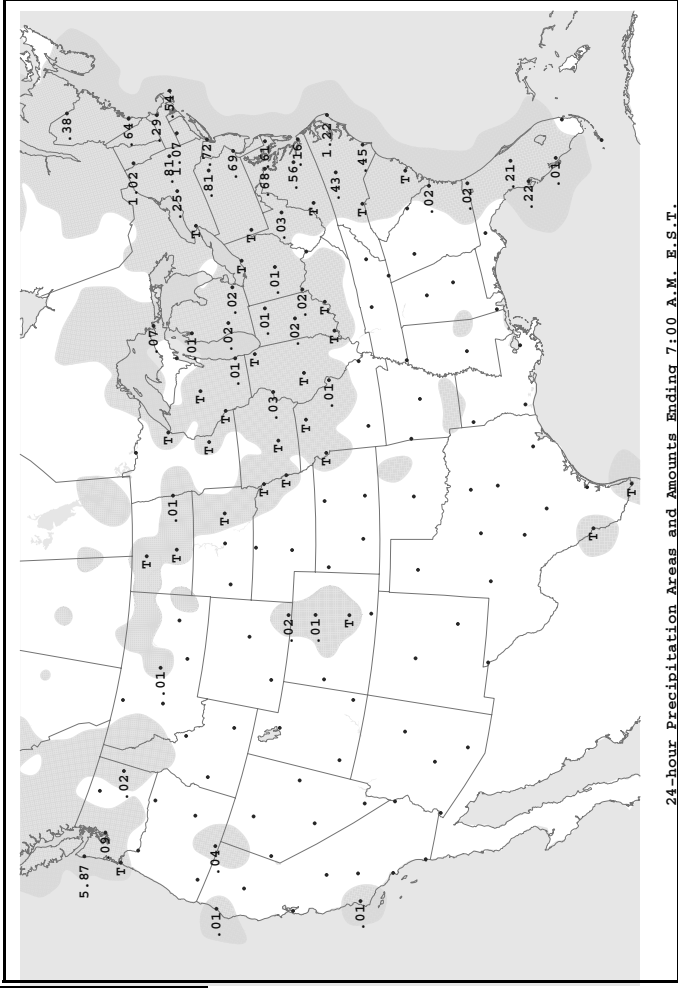 .38
5.87
.09
T
.02
.64
1.02
T
.07
.29
.01
T
.81
.54
T
.01
.25
1.07
.01
T
T
T
.81
.72
.01
.04
T
T
.02
.02
.69
.01
T
T
T
T
.01
.68
.61
.03
.01
T
.03
T
.02
.56
.02
.16
.02
T
T
T
.01
T
T
1.22
.01
T
.43
T
.01
T
.45
T
.02
.02
.21
.22
.01
T
T
24-hour Precipitation Areas and Amounts Ending 7:00 A.M. E.S.T.